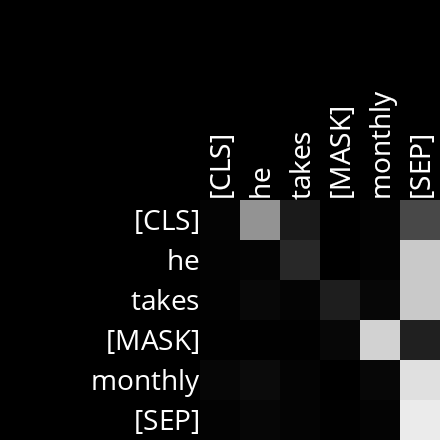 [CLS] he takes [MASK] monthly [SEP]
[CLS]
he
takes
[MASK]
monthly
[SEP]